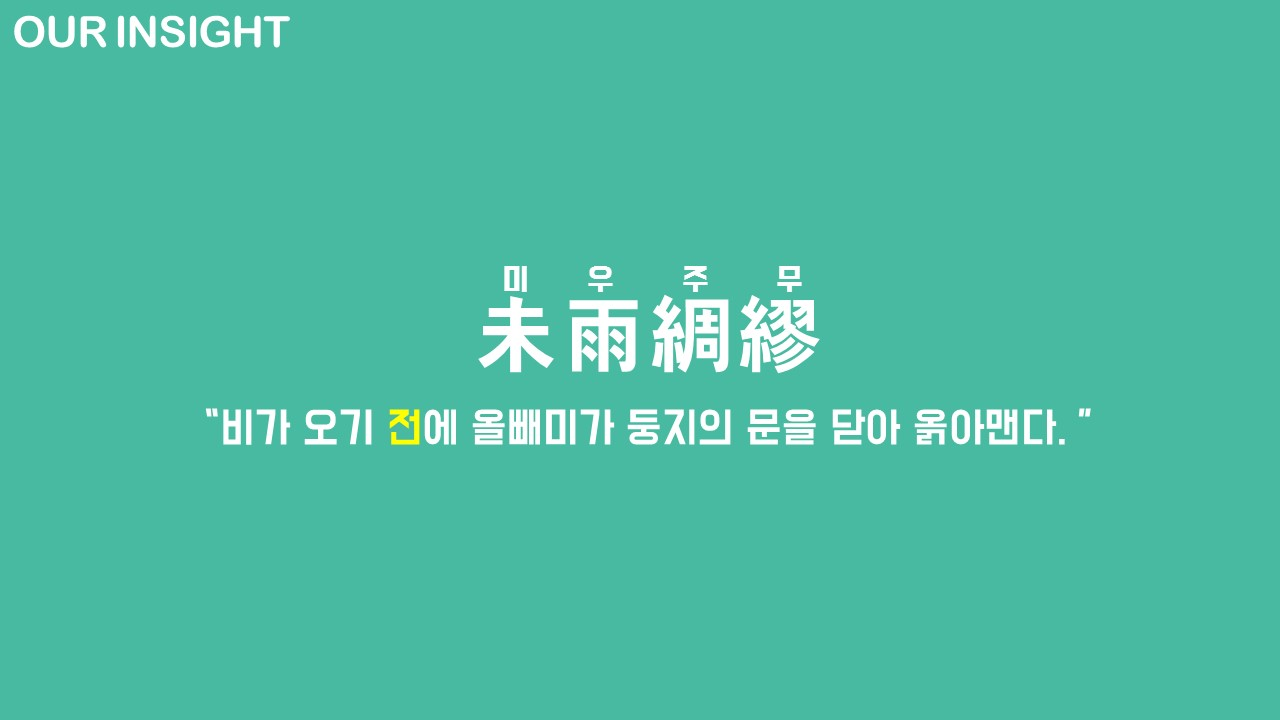 OUR INSIGHT
미 우 주 무
未雨綢繆
“비가 오기 전에 올빼미가 둥지의 문을 닫아 옭아맨다. ”